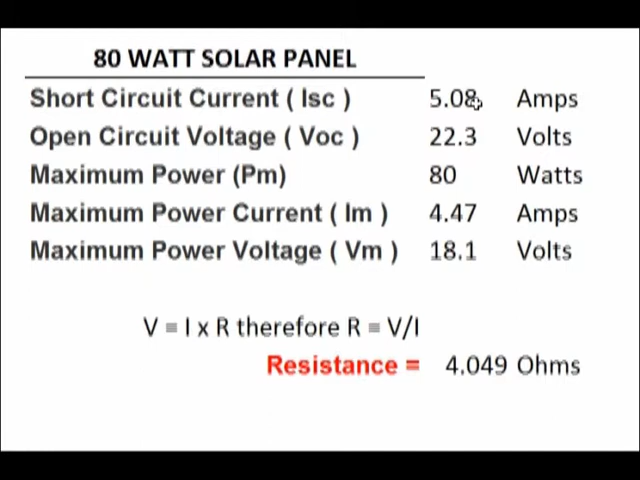 80 WATT SOLAR PANEL
Short Circuit Current ( Isc ) 5.08 Amps
Open Circuit Voltage ( Voc ) 22.3 Volts
Maximum Power (Pm) 80 Watts
Maximum Power Current ( Im ) 4.47 Amps
Maximum Power Voltage ( Vm ) 18.1 Volts
V = I x R therefore R = V/I
Resistance = 4.049 Ohms